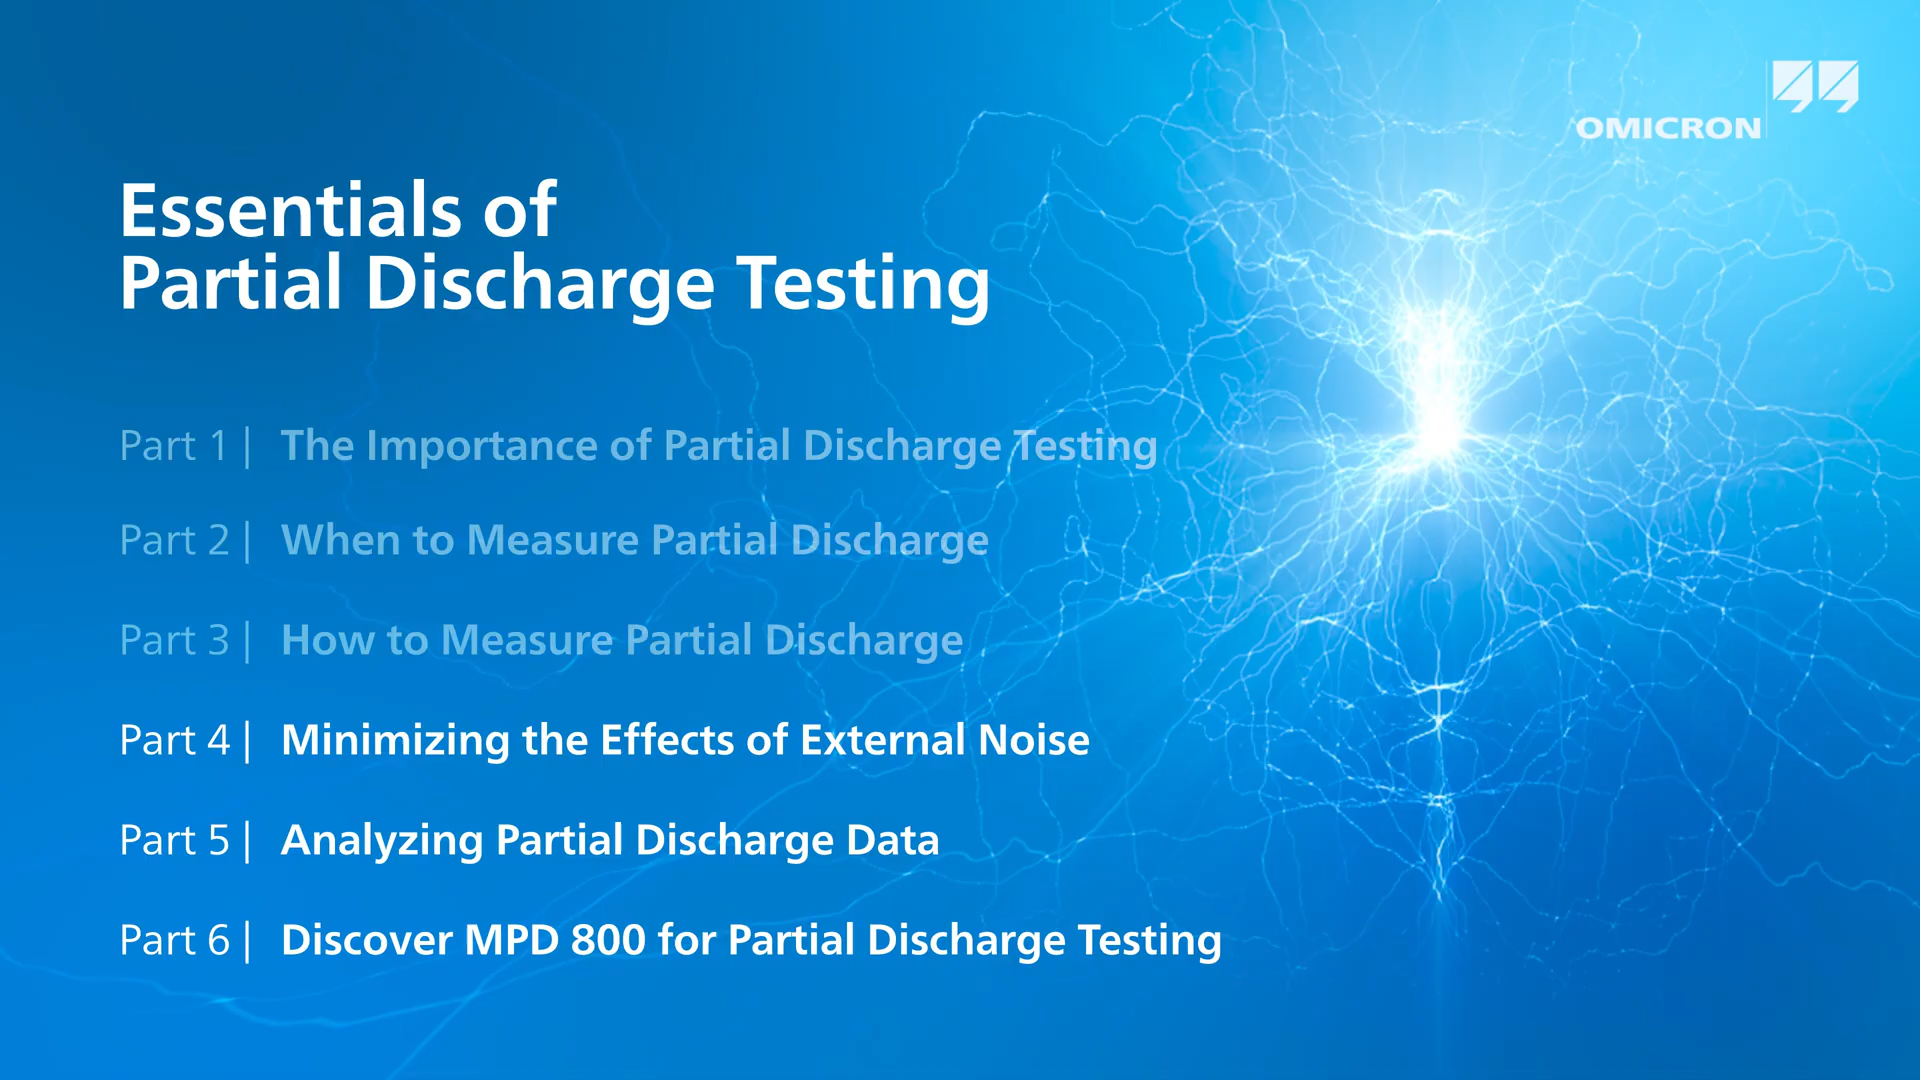 OMICRON
Essentials of
Partial Discharge Testing
Part 1 | The Importance of Partial Discharge Testing
Part 2 | When to Measure Partial Discharge
Part 3 | How to Measure Partial Discharge
Part 4 | Minimizing the Effects of External Noise
Part 5 | Analyzing Partial Discharge Data
Part 6 | Discover MPD 800 for Partial Discharge Testing